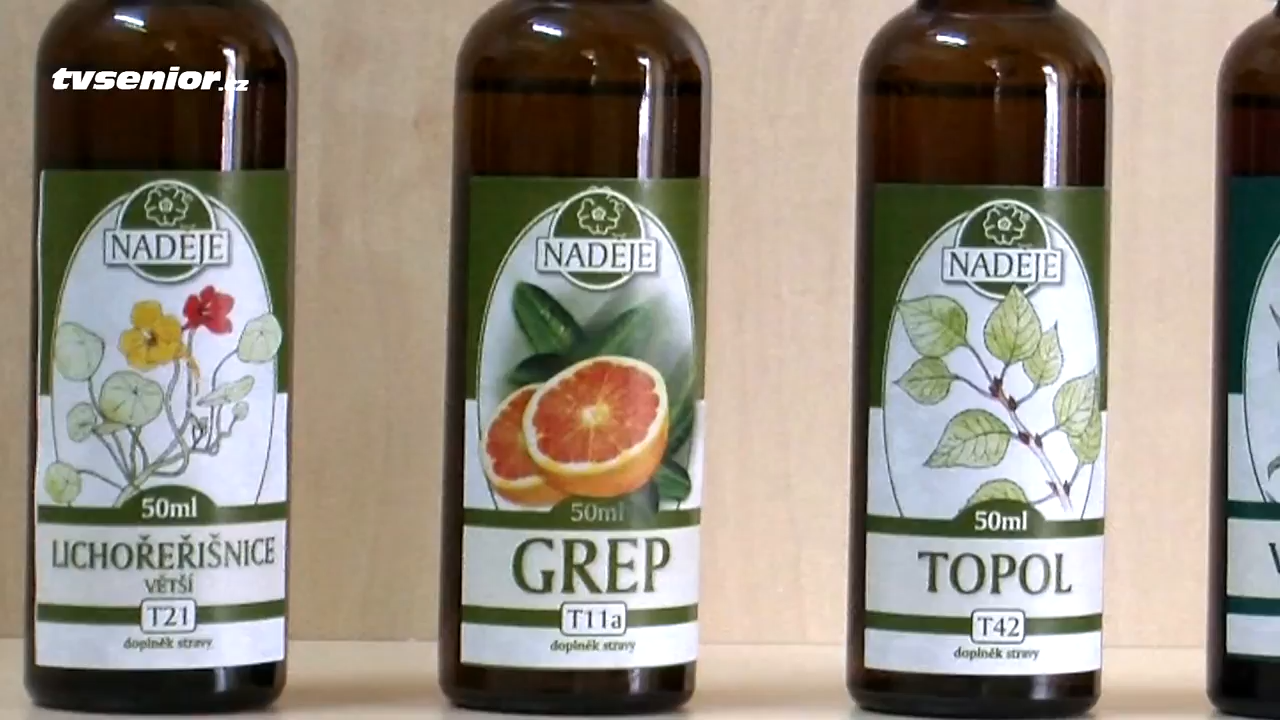 tvsenior.cz
NADĚJE
50ml
LICHOŘEŘIŠNICE
VĚTŠÍ
T21
doplněk stravy
NADĚJE
50ml
GREP
T11a
doplněk stravy
NADĚJE
50ml
TOPOL
T42
doplněk stravy